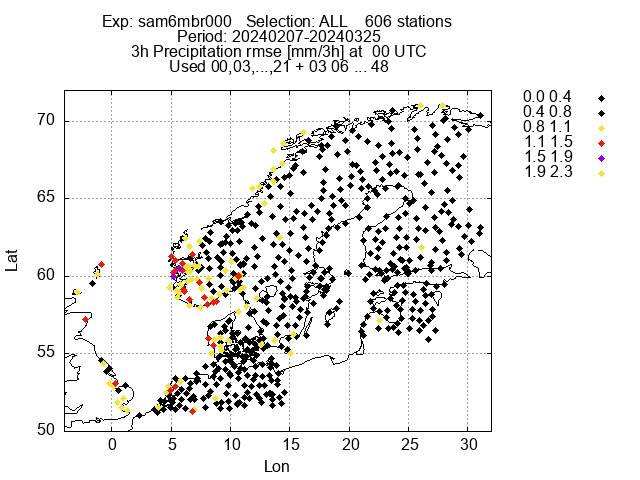 Exp: sam6mbr000 Selection: ALL 606 stations
Period: 20240207-20240325
3h Precipitation rmse [mm/3h] at 00 UTC
Used 00,03,...,21 + 03 06 ... 48
0.0 0.4
0.4 0.8
0.8 1.1
1.1 1.5
1.5 1.9
1.9 2.3
70
65
60
55
50
Lat
0 5 10 15 20 25 30
Lon